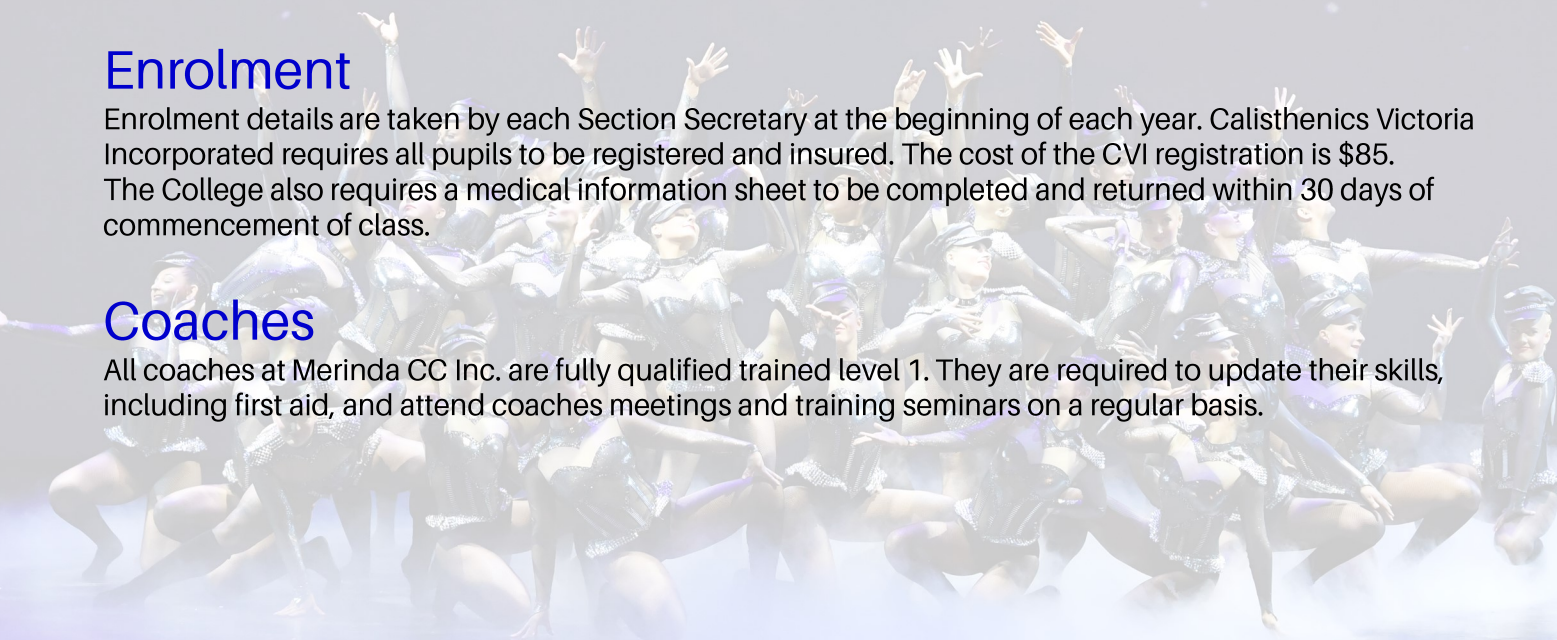 Enrolment
Enrolment details are taken by each Section Secretary at the beginning of each year. Calisthenics Victoria
Incorporated requires all pupils to be registered and insured. The cost of the CVI registration is $85.
The College also requires a medical information sheet to be completed and returned within 30 days of
commencement of class.
Coaches
All coaches at Merinda CC Inc. are fully qualified trained level 1. They are required to update their skills,
including first aid, and attend coaches meetings and training seminars on a regular basis.